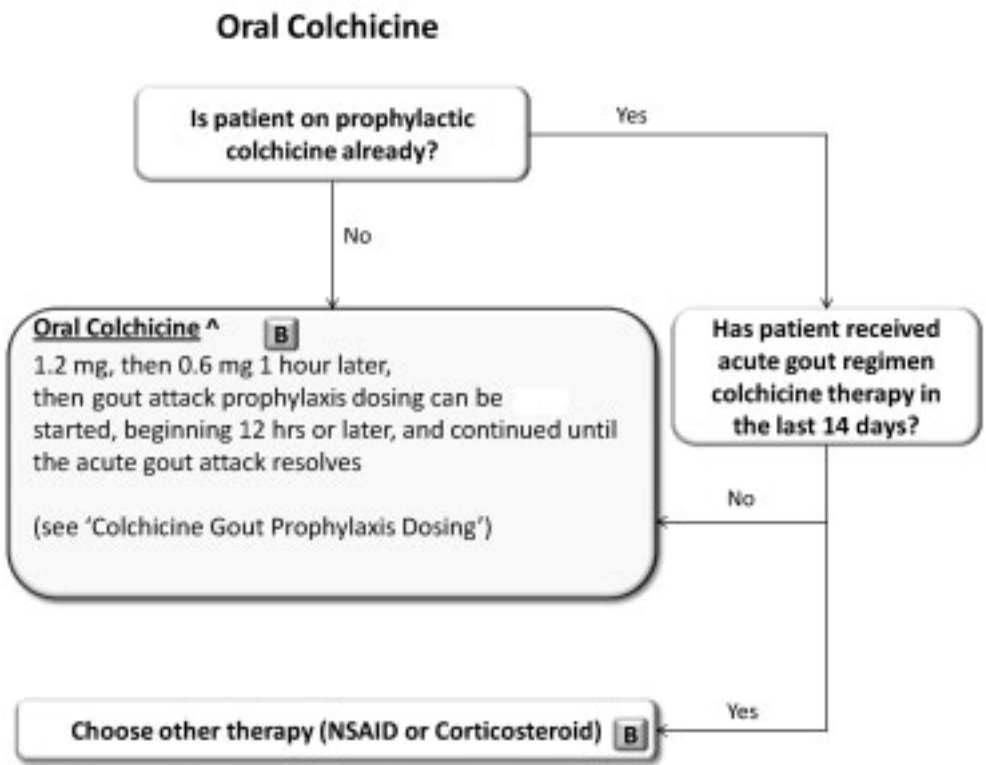 Oral Colchicine
Is patient on prophylactic
colchicine already?
Yes
No
Oral Colchicine ^ B
1.2 mg, then 0.6 mg 1 hour later,
then gout attack prophylaxis dosing can be
started, beginning 12 hrs or later, and continued until
the acute gout attack resolves
(see 'Colchicine Gout Prophylaxis Dosing')
Has patient received
acute gout regimen
colchicine therapy in
the last 14 days?
No
Yes
Choose other therapy (NSAID or Corticosteroid) B